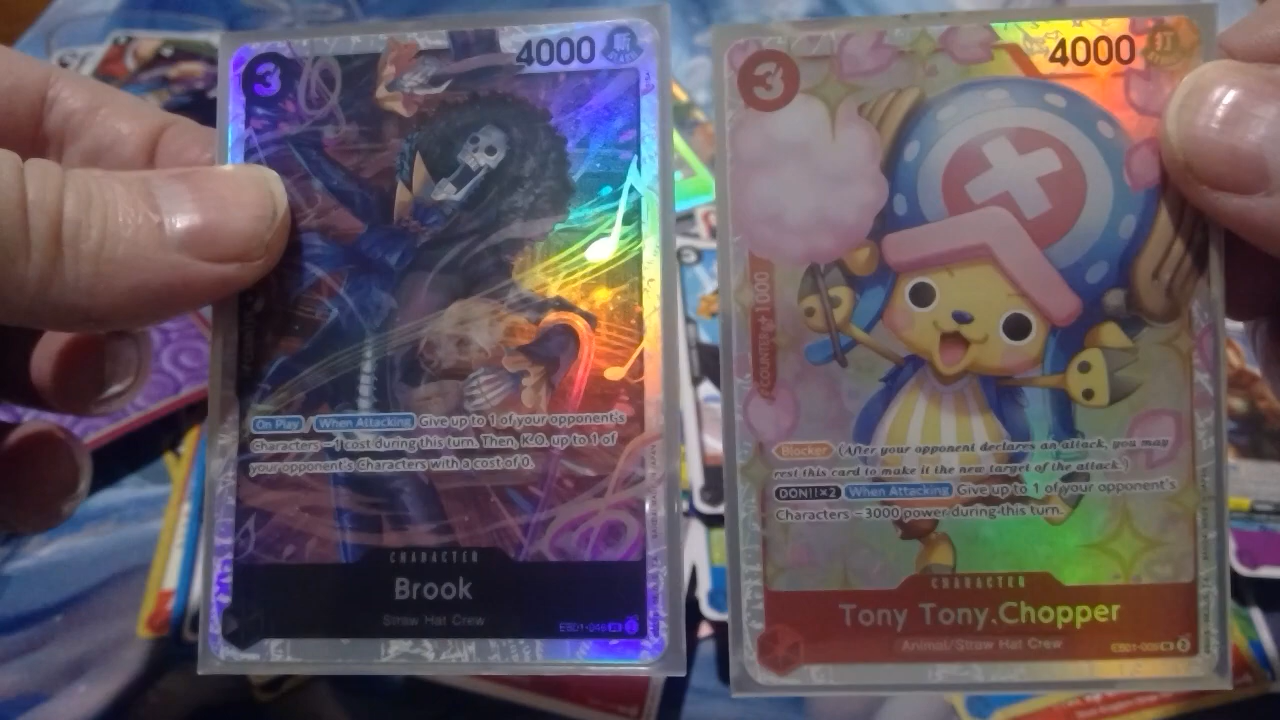 3
4000
斬
On Play / When Attacking Give up to 1 of your opponent's
Characters −1 cost during this turn. Then, K.O. up to 1 of
your opponent's Characters with a cost of 0.
CHARACTER
Brook
Straw Hat Crew
3
4000
打
COUNTER+1000
Blocker (After your opponent declares an attack, you may
rest this card to make it the new target of the attack.)
DON!!×2 When Attacking Give up to 1 of your opponent's
Characters −3000 power during this turn.
CHARACTER
Tony Tony.Chopper
Animal/Straw Hat Crew